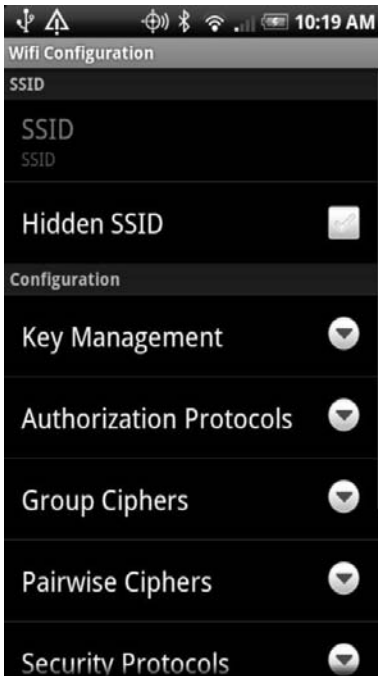 10:19 AM
Wifi Configuration
SSID
SSID
SSID
Hidden SSID
Configuration
Key Management
Authorization Protocols
Group Ciphers
Pairwise Ciphers
Security Protocols